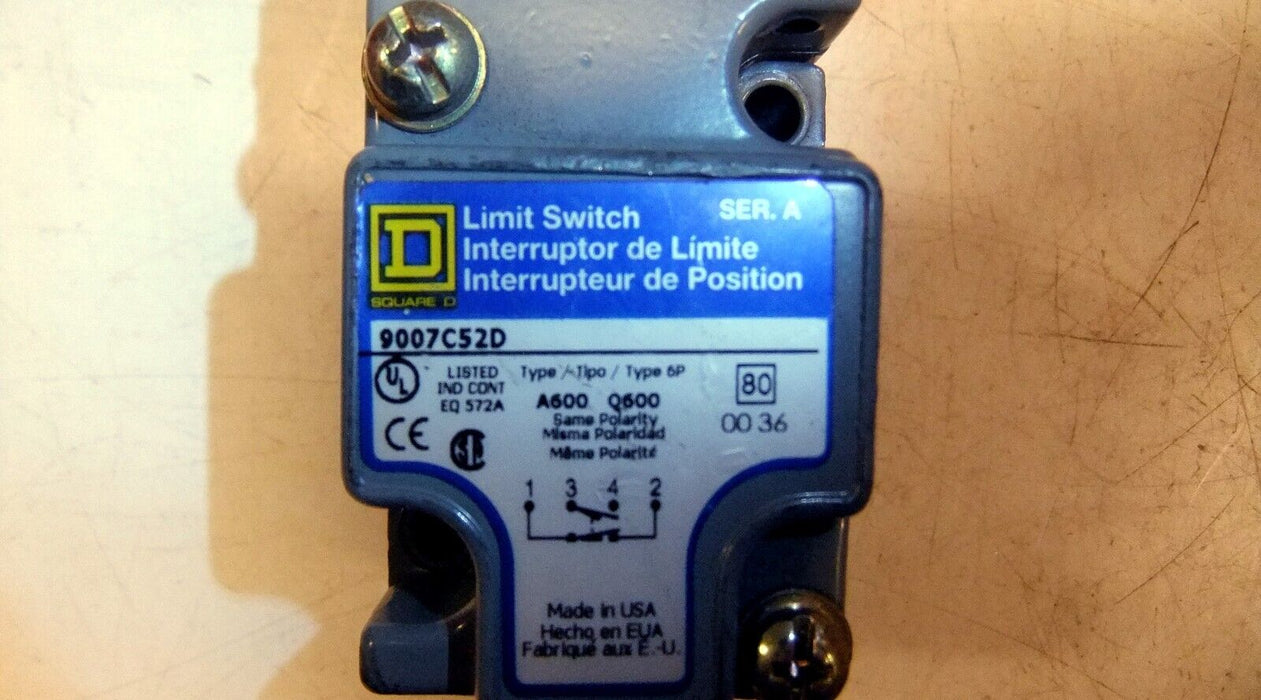 D
SQUARE D
Limit Switch
SER. A
Interruptor de Límite
Interrupteur de Position
9007C52D
UL
LISTED
IND CONT
EQ 572A
Type / Tipo / Type 6P
A600 Q600
Same Polarity
Misma Polaridad
Même Polarité
80
00 36
CE
1 3 4 2
Made in USA
Hecho en EUA
Fabriqué aux É.-U.